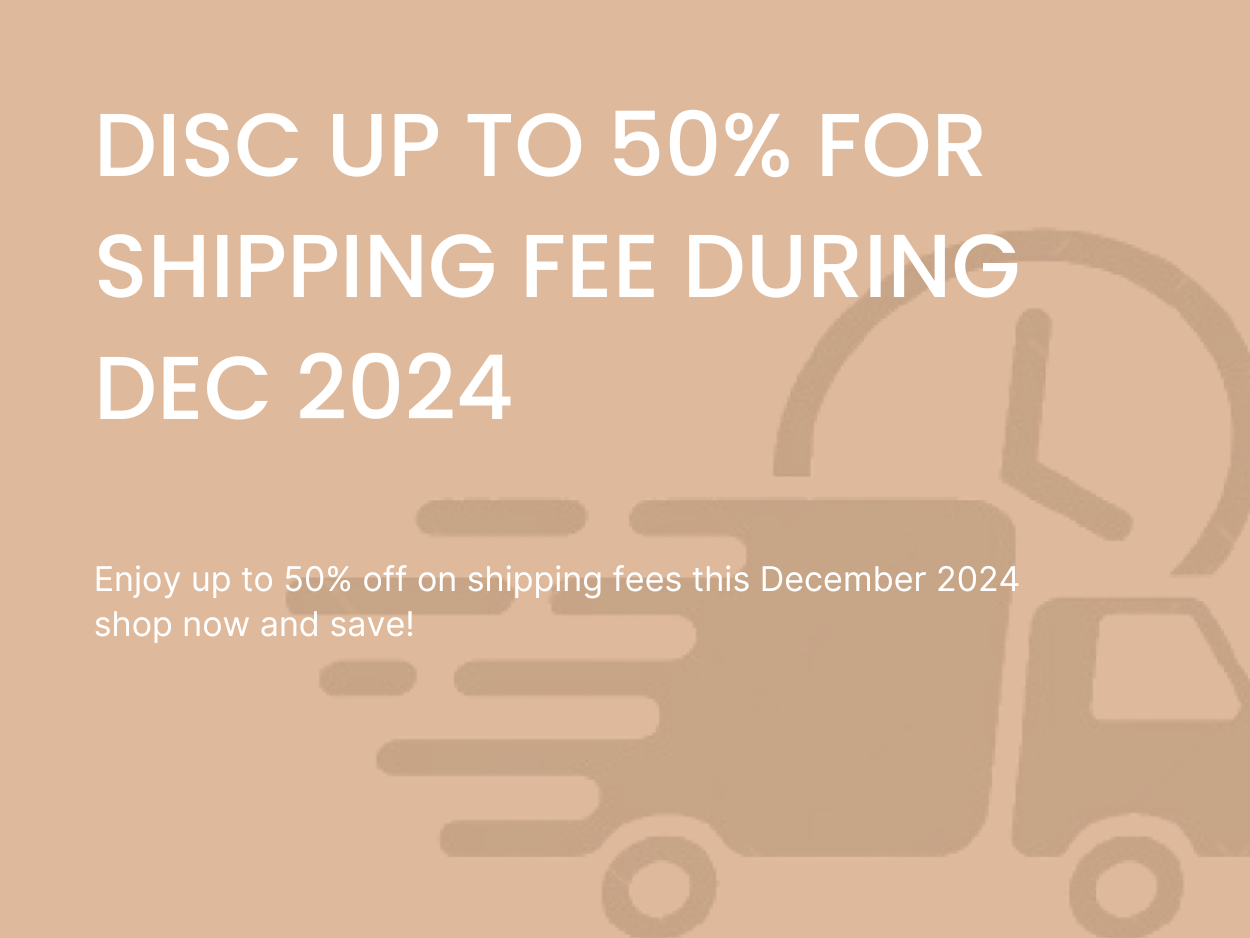 DISC UP TO 50% FOR
SHIPPING FEE DURING
DEC 2024
Enjoy up to 50% off on shipping fees this December 2024
shop now and save!